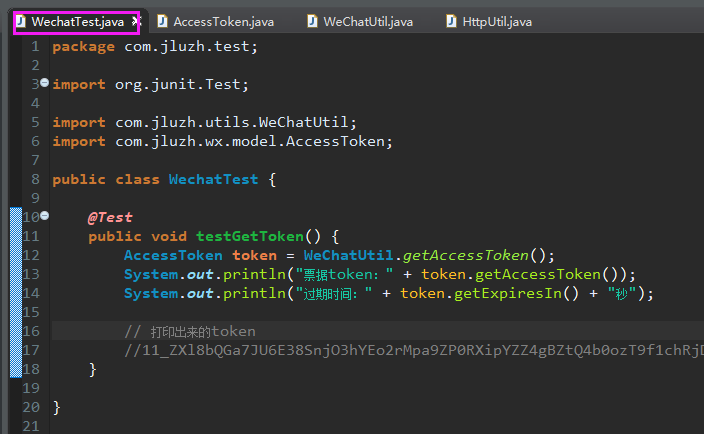 WechatTest.java AccessToken.java WeChatUtil.java HttpUtil.java
1 package com.jluzh.test;
2
3 import org.junit.Test;
4
5 import com.jluzh.utils.WeChatUtil;
6 import com.jluzh.wx.model.AccessToken;
7
8 public class WechatTest {
9
10 @Test
11 public void testGetToken() {
12 AccessToken token = WeChatUtil.getAccessToken();
13 System.out.println("票据token：" + token.getAccessToken());
14 System.out.println("过期时间：" + token.getExpiresIn() + "秒");
15
16 // 打印出来的token
17 //11_ZXl8bQGa7JU6E38SnjO3hYEo2rMpa9ZP0RXipYZZ4gBZtQ4b0ozT9f1chRj
18 }
19
20 }
21